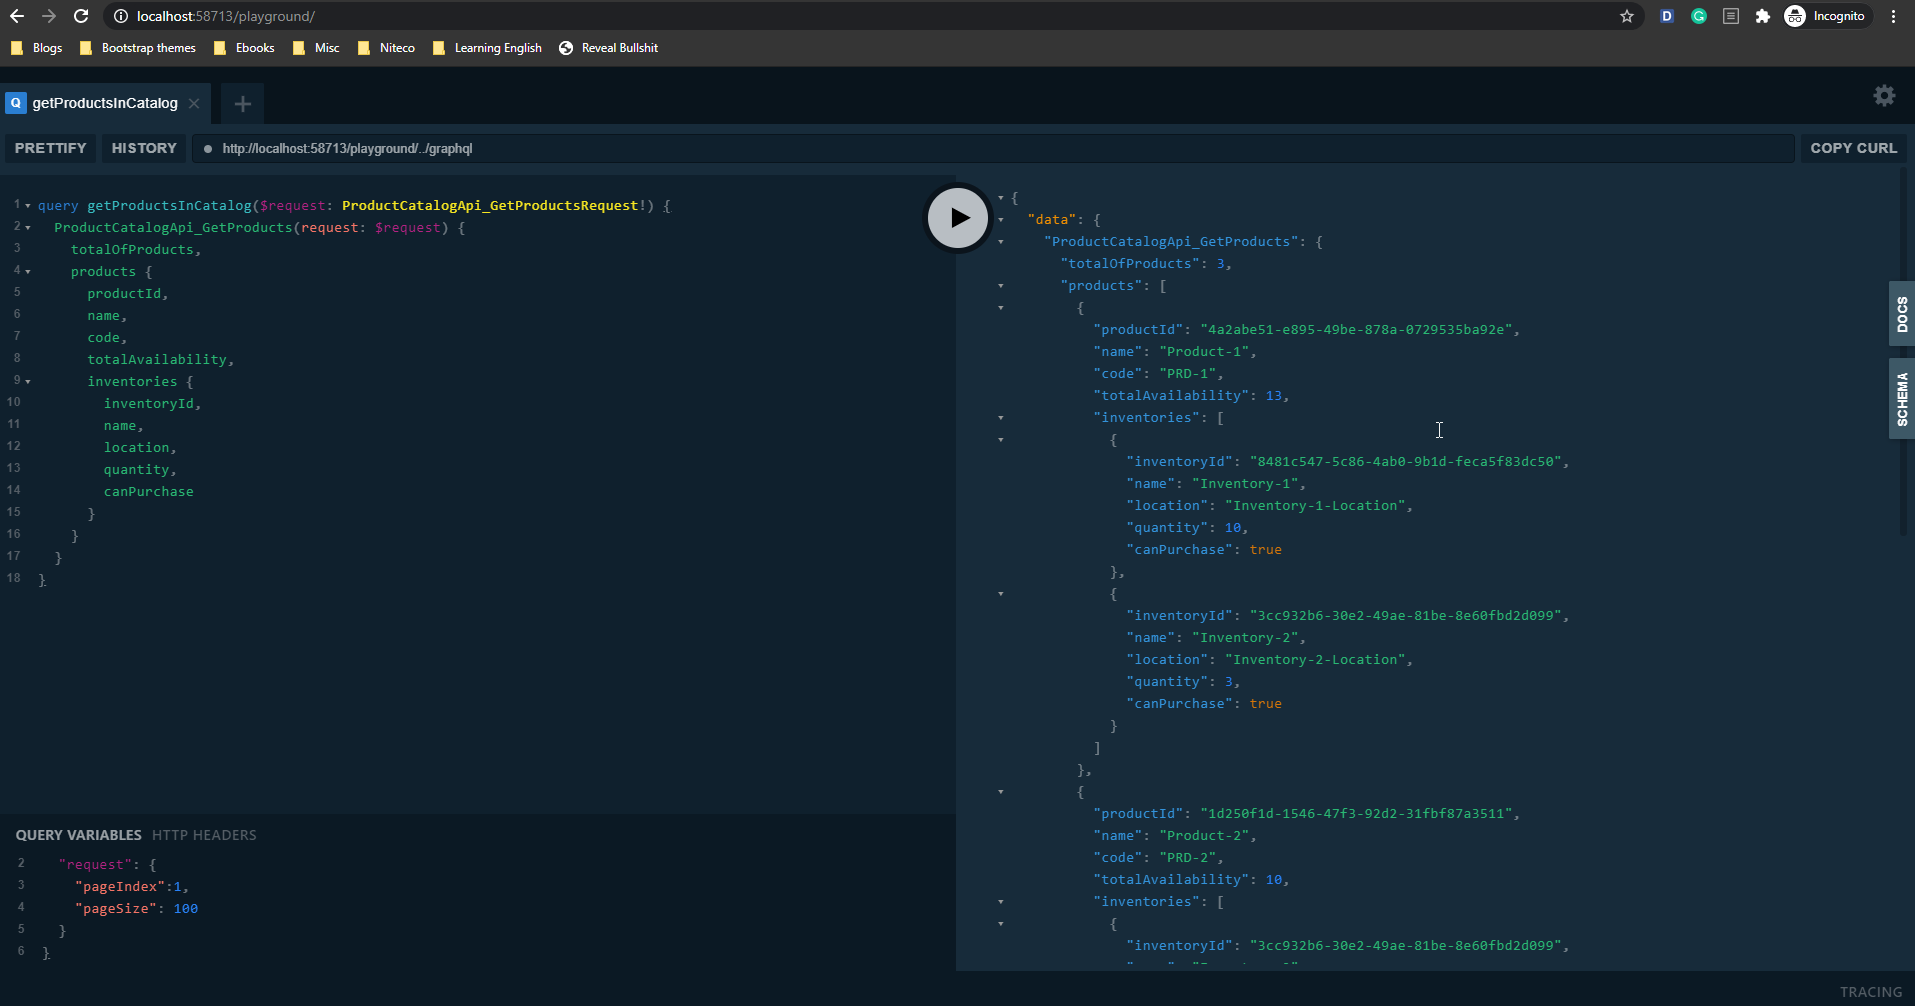 localhost:58713/playground/
Incognito
Blogs Bootstrap themes Ebooks Misc Niteco Learning English Reveal Bullshit
Q getProductsInCatalog
PRETTIFY HISTORY http://localhost:58713/playground/../graphql COPY CURL
1 query getProductsInCatalog($request: ProductCatalogApi_GetProductsRequest!) {
2 ProductCatalogApi_GetProducts(request: $request) {
3 totalOfProducts,
4 products {
5 productId,
6 name,
7 code,
8 totalAvailability,
9 inventories {
10 inventoryId,
11 name,
12 location,
13 quantity,
14 canPurchase
15 }
16 }
17 }
18 }
QUERY VARIABLES HTTP HEADERS
2 "request": {
3 "pageIndex":1,
4 "pageSize": 100
5 }
6 }
{
"data": {
"ProductCatalogApi_GetProducts": {
"totalOfProducts": 3,
"products": [
{
"productId": "4a2abe51-e895-49be-878a-0729535ba92e",
"name": "Product-1",
"code": "PRD-1",
"totalAvailability": 13,
"inventories": [
{
"inventoryId": "8481c547-5c86-4ab0-9b1d-feca5f83dc50",
"name": "Inventory-1",
"location": "Inventory-1-Location",
"quantity": 10,
"canPurchase": true
},
{
"inventoryId": "3cc932b6-30e2-49ae-81be-8e60fbd2d099",
"name": "Inventory-2",
"location": "Inventory-2-Location",
"quantity": 3,
"canPurchase": true
}
]
},
{
"productId": "1d250f1d-1546-47f3-92d2-31fbf87a3511",
"name": "Product-2",
"code": "PRD-2",
"totalAvailability": 10,
"inventories": [
{
"inventoryId": "3cc932b6-30e2-49ae-81be-8e60fbd2d099",
DOCS
SCHEMA
TRACING